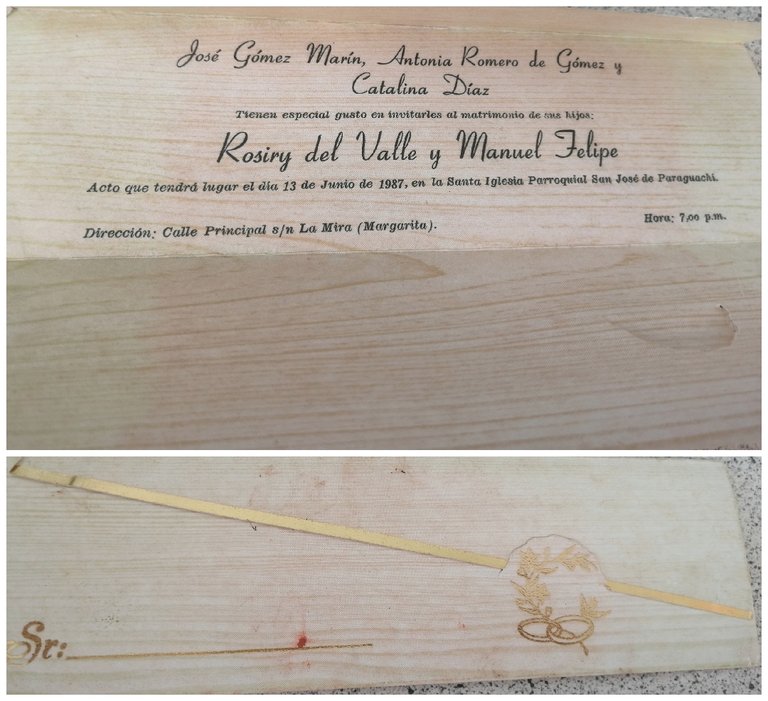 José Gómez Marín, Antonia Romero de Gómez y
Catalina Díaz
Tienen especial gusto en invitarles al matrimonio de sus hijos:
Rosiry del Valle y Manuel Felipe
Acto que tendrá lugar el día 13 de Junio de 1987, en la Santa Iglesia Parroquial San José de Paraguachí.
Hora: 7,00 p.m.
Dirección: Calle Principal s/n La Mira (Margarita).
Sr: